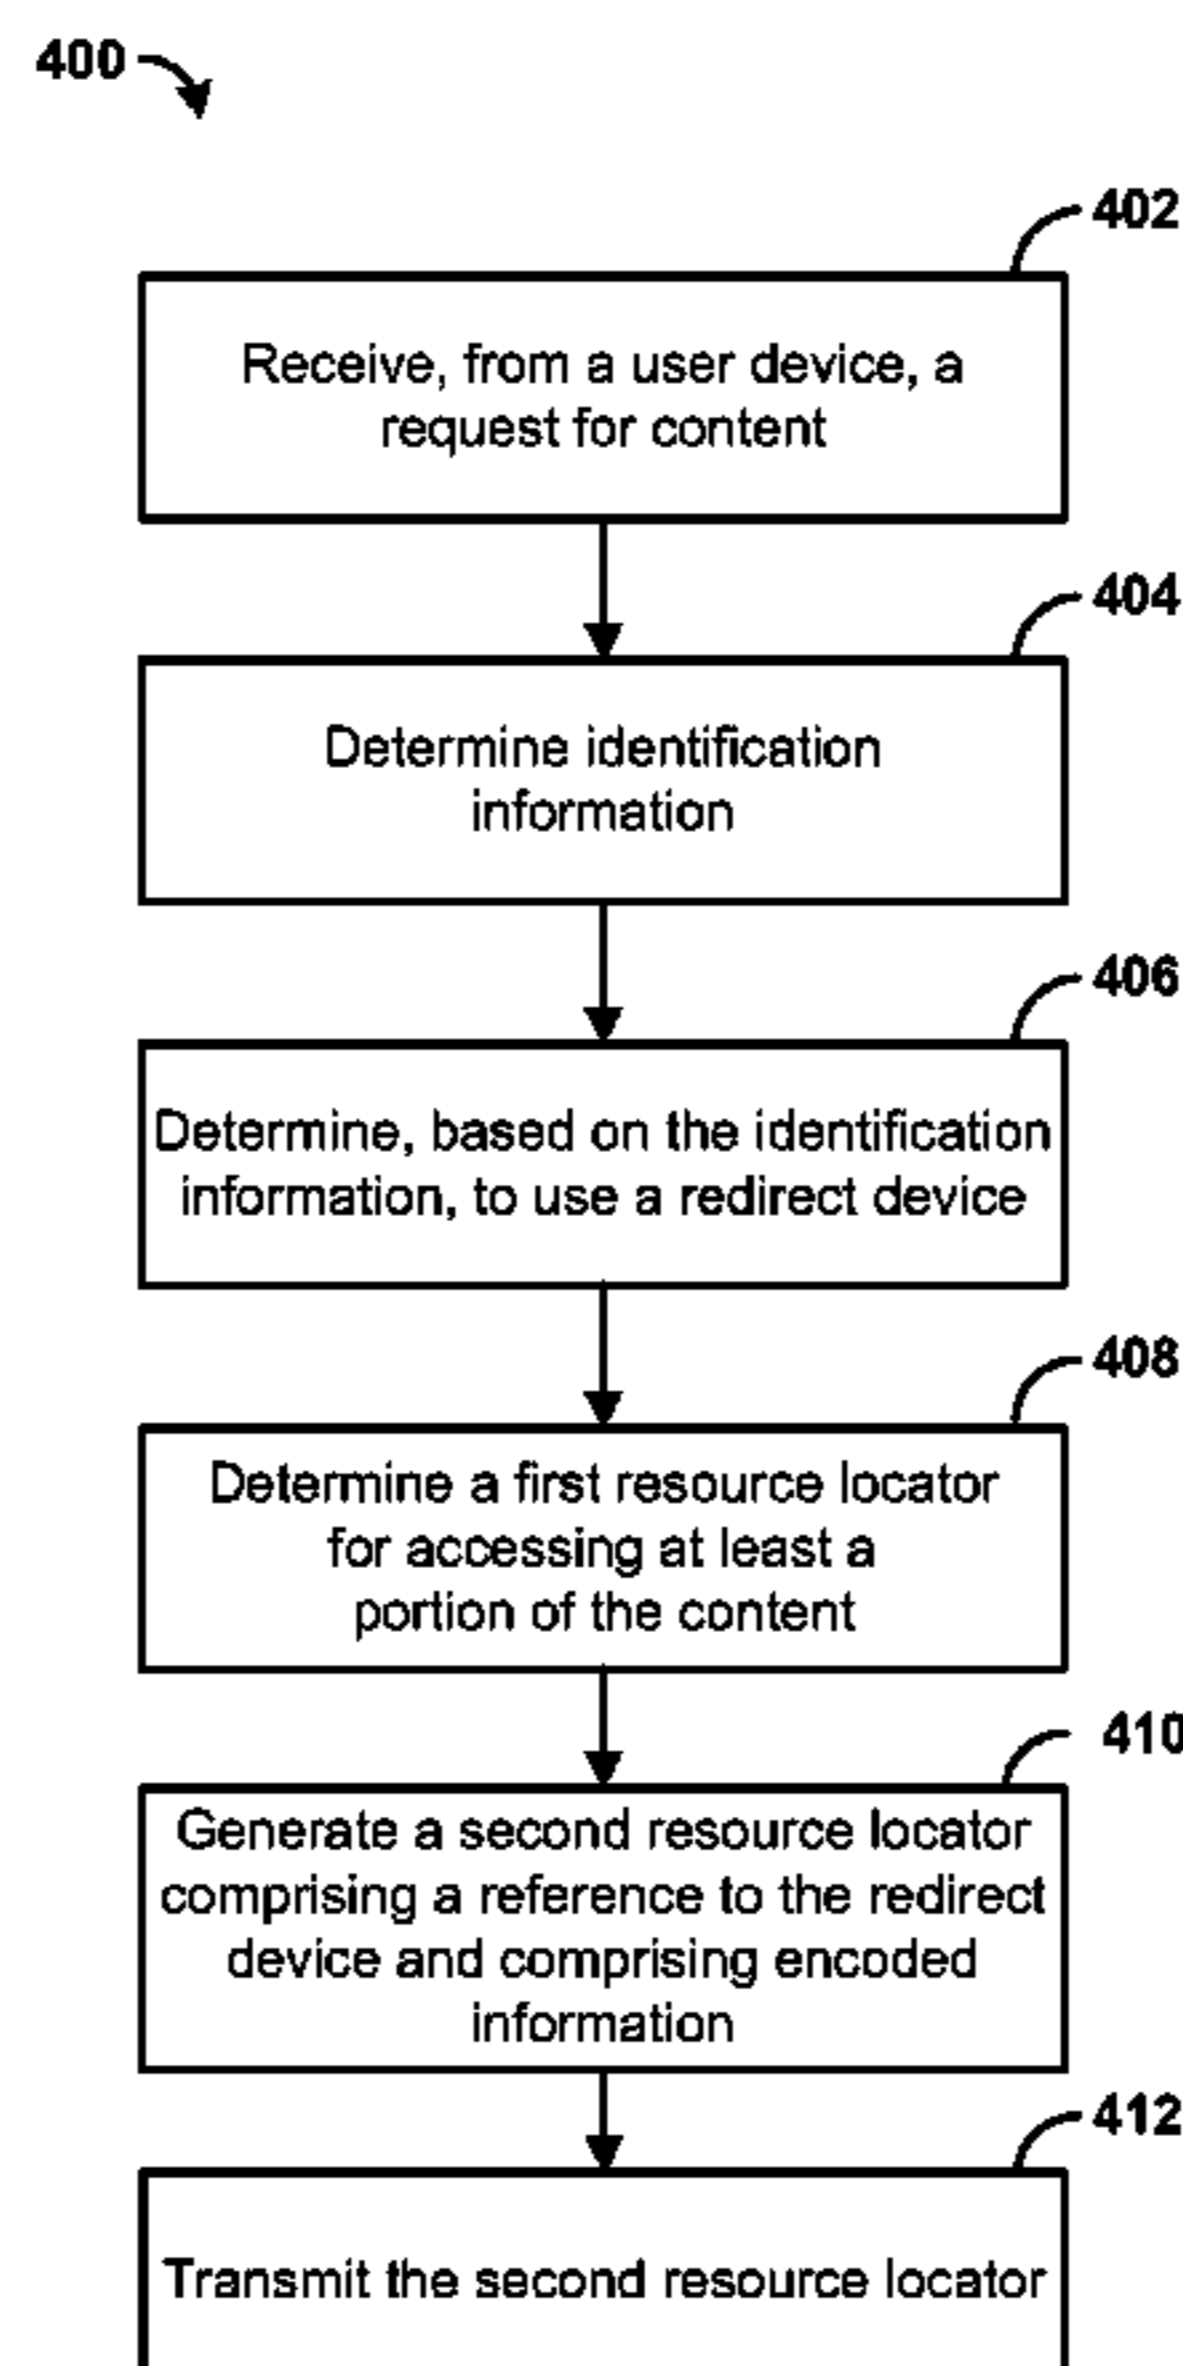 400
402
Receive, from a user device, a
request for content
404
Determine identification
information
406
Determine, based on the identification
information, to use a redirect device
408
Determine a first resource locator
for accessing at least a
portion of the content
410
Generate a second resource locator
comprising a reference to the redirect
device and comprising encoded
information
412
Transmit the second resource locator